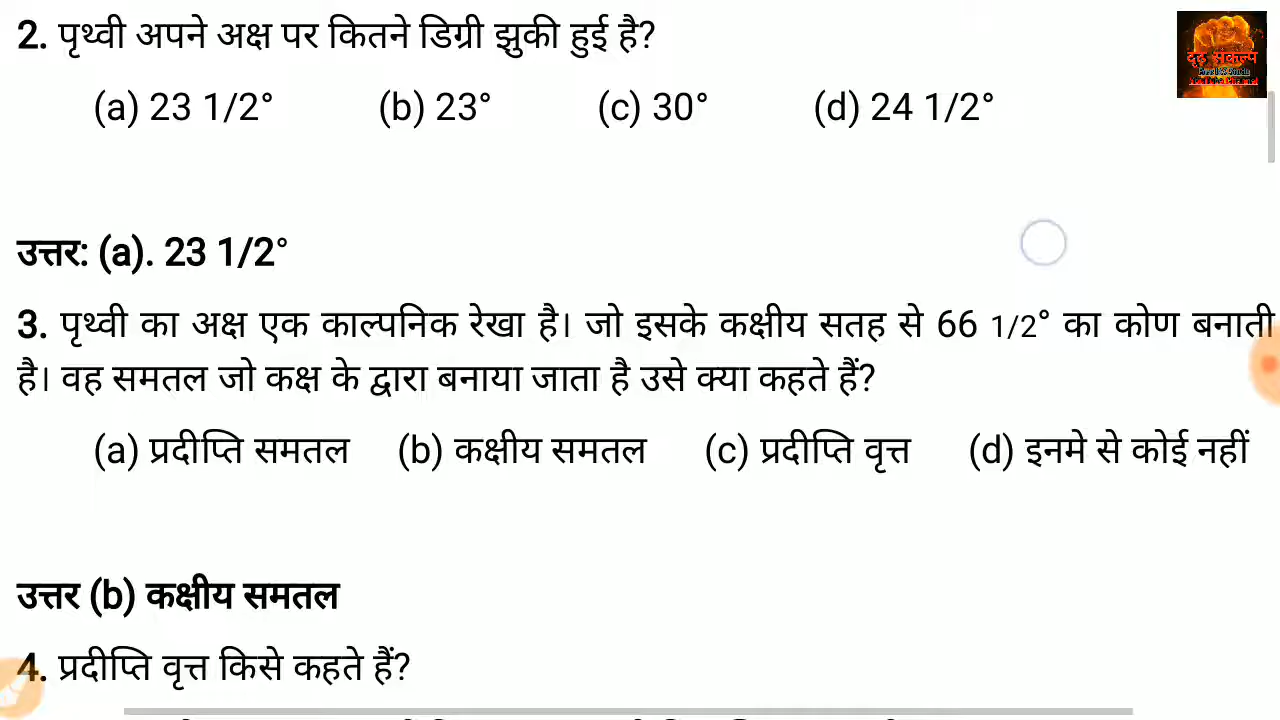 2. पृथ्वी अपने अक्ष पर कितने डिग्री झुकी हुई है?
दृढ़ संकल्प
(a) 23 1/2° (b) 23° (c) 30° (d) 24 1/2°
उत्तर: (a). 23 1/2°
3. पृथ्वी का अक्ष एक काल्पनिक रेखा है। जो इसके कक्षीय सतह से 66 1/2° का कोण बनाती
है। वह समतल जो कक्ष के द्वारा बनाया जाता है उसे क्या कहते हैं?
(a) प्रदीप्ति समतल (b) कक्षीय समतल (c) प्रदीप्ति वृत्त (d) इनमे से कोई नहीं
उत्तर (b) कक्षीय समतल
4. प्रदीप्ति वृत्त किसे कहते हैं?